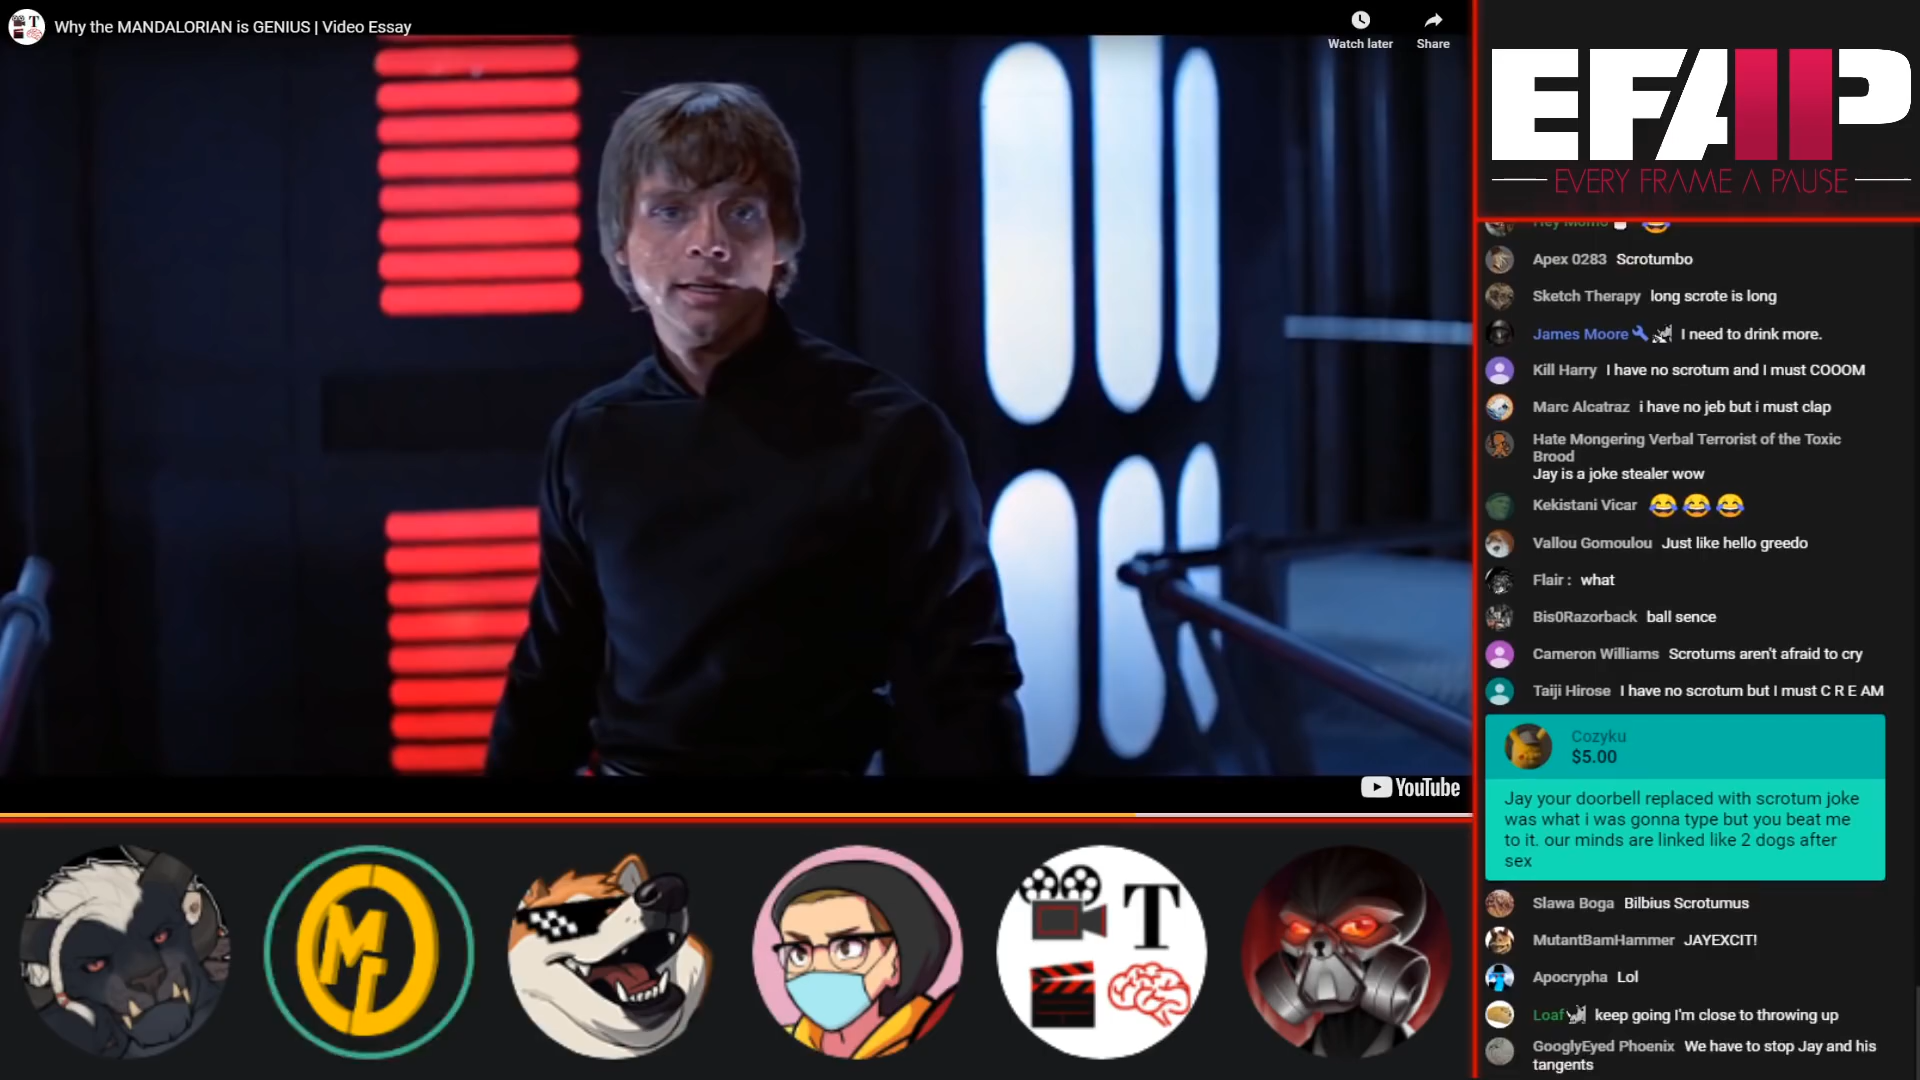 Why the MANDALORIAN is GENIUS | Video Essay
Watch later
Share
YouTube
EFAP
EVERY FRAME A PAUSE
Hey Momo
Apex 0283 Scrotumbo
Sketch Therapy long scrote is long
James Moore I need to drink more.
Kill Harry I have no scrotum and I must COOOM
Marc Alcatraz i have no jeb but i must clap
Hate Mongering Verbal Terrorist of the Toxic
Brood
Jay is a joke stealer wow
Kekistani Vicar 😂 😂 😂
Vallou Gomoulou Just like hello greedo
Flair : what
Bis0Razorback ball sence
Cameron Williams Scrotums aren't afraid to cry
Taiji Hirose I have no scrotum but I must C R E AM
Cozyku
$5.00
Jay your doorbell replaced with scrotum joke
was what i was gonna type but you beat me
to it. our minds are linked like 2 dogs after
sex
Slawa Boga Bilbius Scrotumus
MutantBamHammer JAYEXCIT!
Apocrypha Lol
Loaf keep going I'm close to throwing up
GooglyEyed Phoenix We have to stop Jay and his
tangents
T